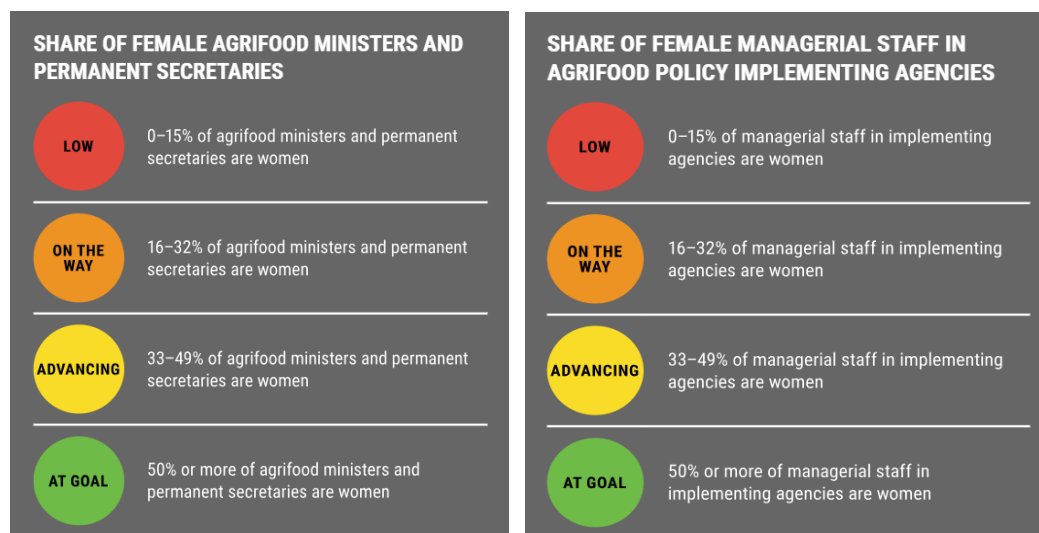 SHARE OF FEMALE AGRIFOOD MINISTERS AND
PERMANENT SECRETARIES
LOW
0–15% of agrifood ministers and permanent
secretaries are women
ON THE
WAY
16–32% of agrifood ministers and permanent
secretaries are women
ADVANCING
33–49% of agrifood ministers and permanent
secretaries are women
AT GOAL
50% or more of agrifood ministers and
permanent secretaries are women
SHARE OF FEMALE MANAGERIAL STAFF IN
AGRIFOOD POLICY IMPLEMENTING AGENCIES
LOW
0–15% of managerial staff in implementing
agencies are women
ON THE
WAY
16–32% of managerial staff in implementing
agencies are women
ADVANCING
33–49% of managerial staff in implementing
agencies are women
AT GOAL
50% or more of managerial staff in
implementing agencies are women